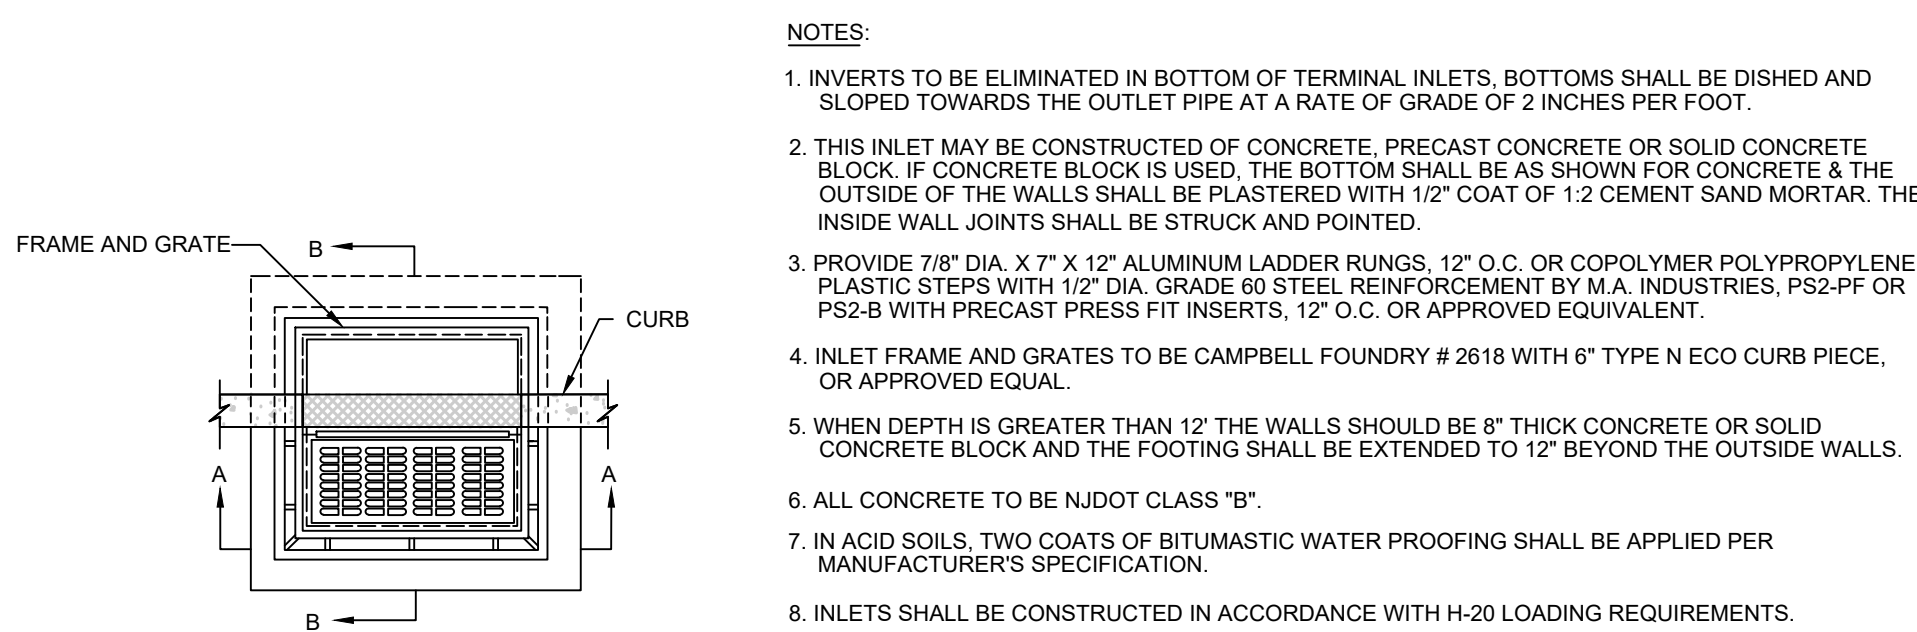 NOTES:
1. INVERTS TO BE ELIMINATED IN BOTTOM OF TERMINAL INLETS, BOTTOMS SHALL BE DISHED AND
SLOPED TOWARDS THE OUTLET PIPE AT A RATE OF GRADE OF 2 INCHES PER FOOT.
2. THIS INLET MAY BE CONSTRUCTED OF CONCRETE, PRECAST CONCRETE OR SOLID CONCRETE
BLOCK. IF CONCRETE BLOCK IS USED, THE BOTTOM SHALL BE AS SHOWN FOR CONCRETE & THE
OUTSIDE OF THE WALLS SHALL BE PLASTERED WITH 1/2" COAT OF 1:2 CEMENT SAND MORTAR. THE
INSIDE WALL JOINTS SHALL BE STRUCK AND POINTED.
3. PROVIDE 7/8" DIA. X 7" X 12" ALUMINUM LADDER RUNGS, 12" O.C. OR COPOLYMER POLYPROPYLENE
PLASTIC STEPS WITH 1/2" DIA. GRADE 60 STEEL REINFORCEMENT BY M.A. INDUSTRIES, PS2-PF OR
PS2-B WITH PRECAST PRESS FIT INSERTS, 12" O.C. OR APPROVED EQUIVALENT.
4. INLET FRAME AND GRATES TO BE CAMPBELL FOUNDRY # 2618 WITH 6" TYPE N ECO CURB PIECE,
OR APPROVED EQUAL.
5. WHEN DEPTH IS GREATER THAN 12' THE WALLS SHOULD BE 8" THICK CONCRETE OR SOLID
CONCRETE BLOCK AND THE FOOTING SHALL BE EXTENDED TO 12" BEYOND THE OUTSIDE WALLS.
6. ALL CONCRETE TO BE NJDOT CLASS "B".
7. IN ACID SOILS, TWO COATS OF BITUMASTIC WATER PROOFING SHALL BE APPLIED PER
MANUFACTURER'S SPECIFICATION.
8. INLETS SHALL BE CONSTRUCTED IN ACCORDANCE WITH H-20 LOADING REQUIREMENTS.
FRAME AND GRATE
B
CURB
A
A
B